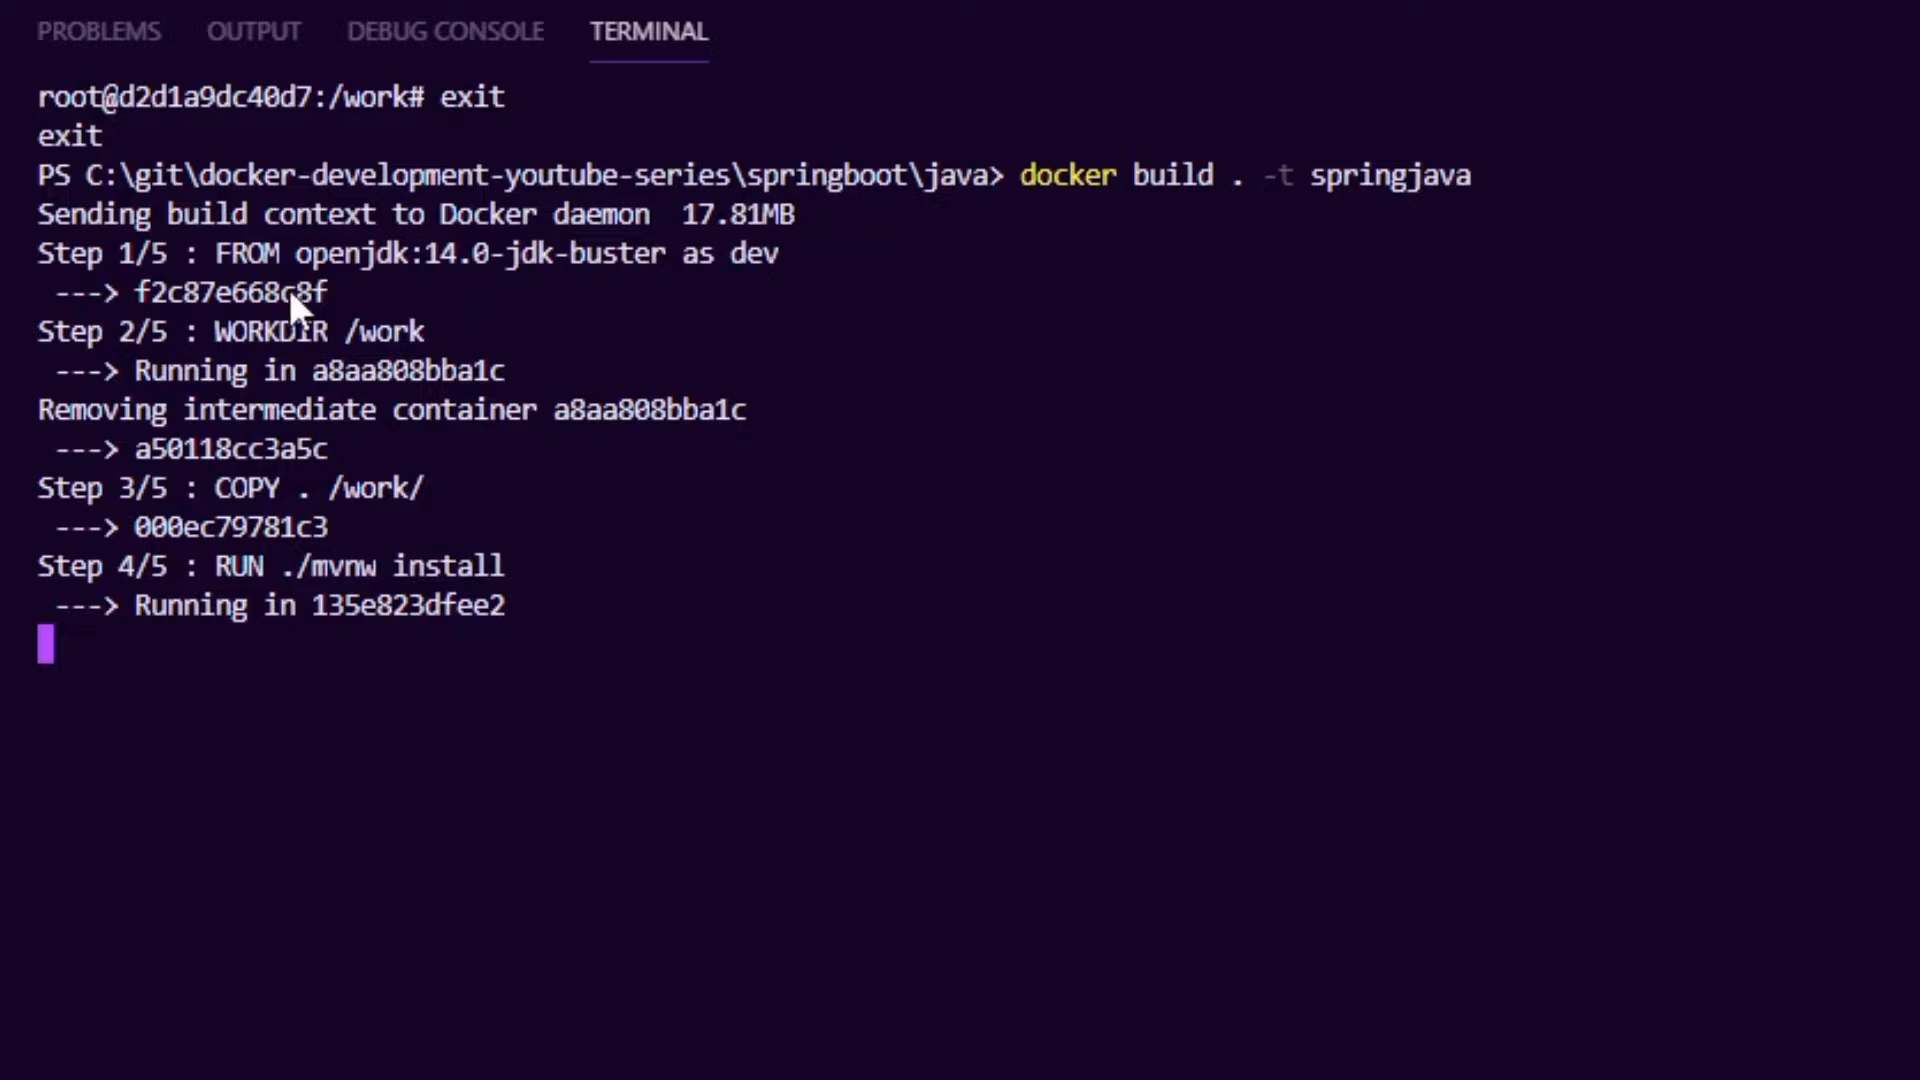 PROBLEMS OUTPUT DEBUG CONSOLE TERMINAL
root@d2d1a9dc40d7:/work# exit
exit
PS C:\git\docker-development-youtube-series\springboot\java> docker build . -t springjava
Sending build context to Docker daemon  17.81MB
Step 1/5 : FROM openjdk:14.0-jdk-buster as dev
 ---> f2c87e668c8f
Step 2/5 : WORKDIR /work
 ---> Running in a8aa808bba1c
Removing intermediate container a8aa808bba1c
 ---> a50118cc3a5c
Step 3/5 : COPY . /work/
 ---> 000ec79781c3
Step 4/5 : RUN ./mvnw install
 ---> Running in 135e823dfee2